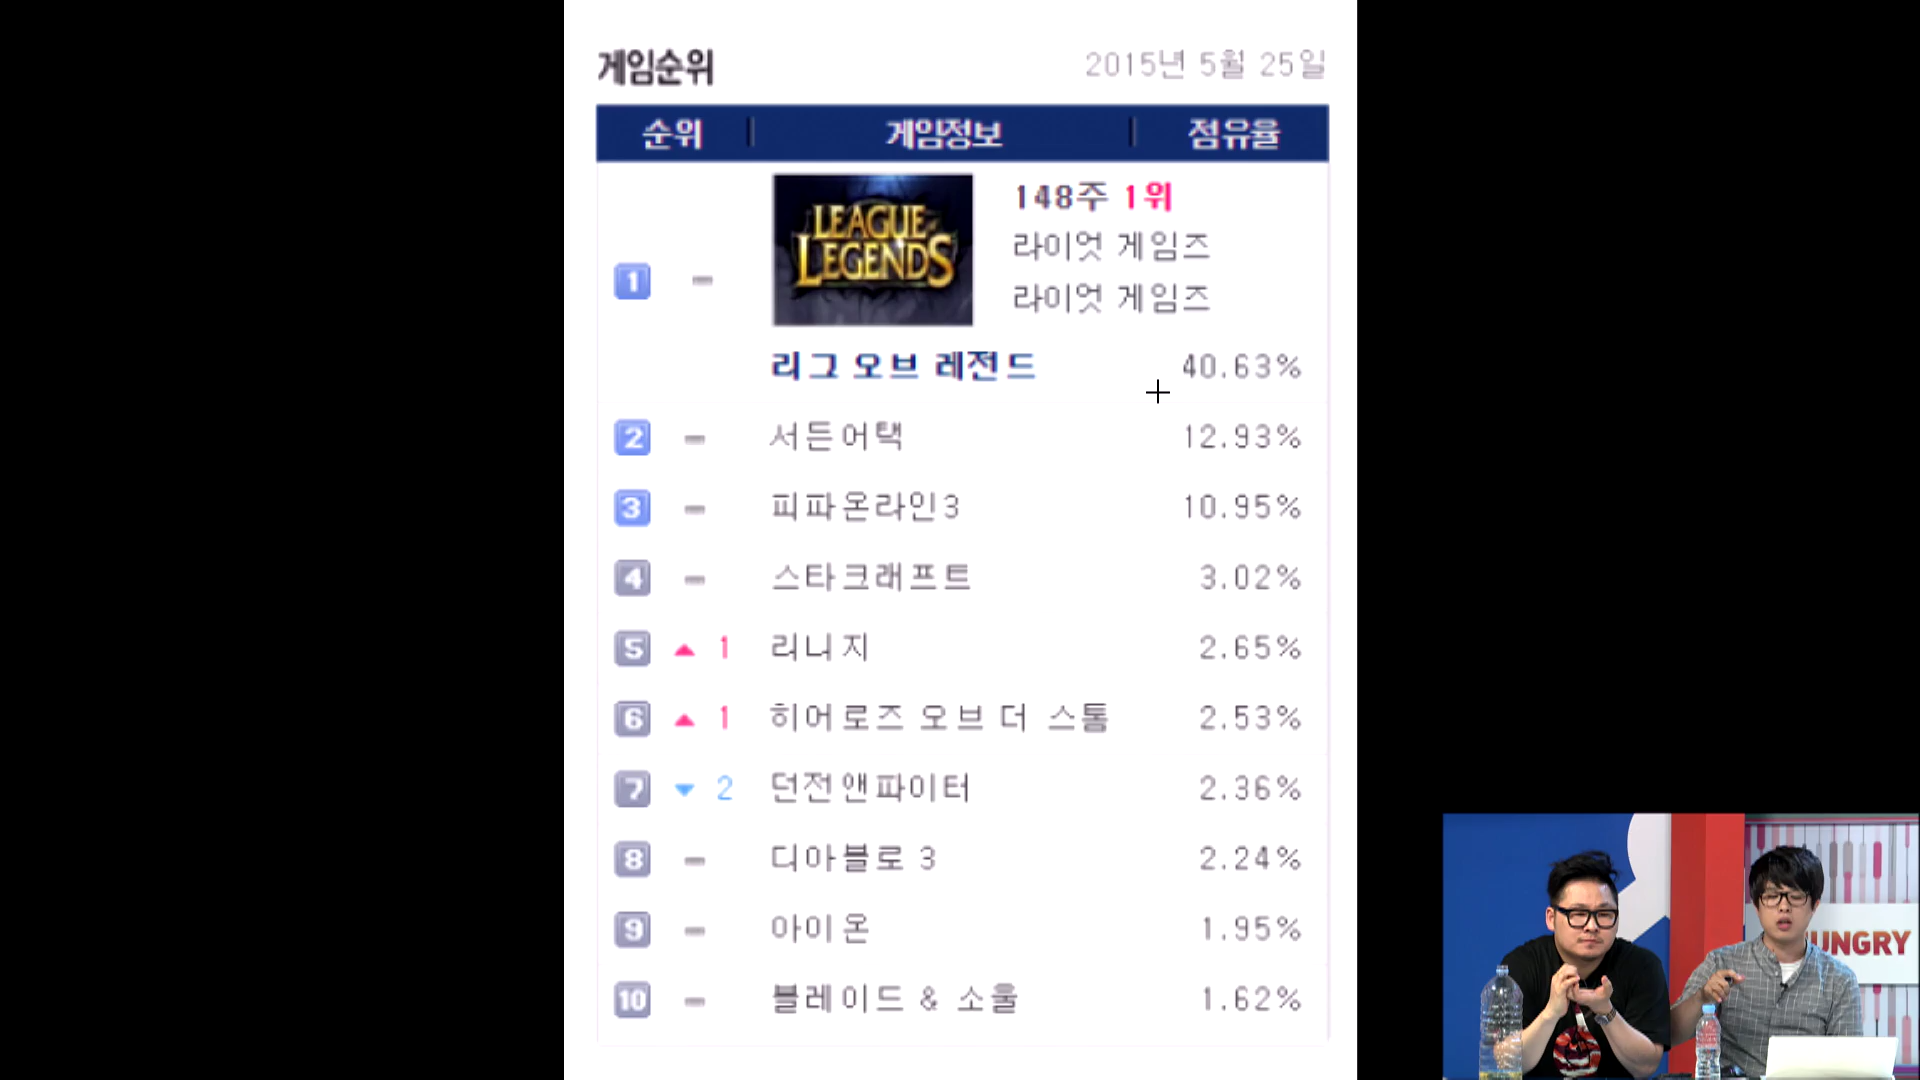 게임순위
2015년 5월 25일
순위 게임정보 점유율
LEAGUE OF LEGENDS
148주 1위
라이엇 게임즈
라이엇 게임즈
1 리그 오브 레전드 40.63%
2 서든어택 12.93%
3 피파온라인3 10.95%
4 스타크래프트 3.02%
5 ▲ 1 리니지 2.65%
6 ▲ 1 히어로즈 오브 더 스톰 2.53%
7 ▼ 2 던전앤파이터 2.36%
8 디아블로 3 2.24%
9 아이온 1.95%
10 블레이드 & 소울 1.62%
UNGRY